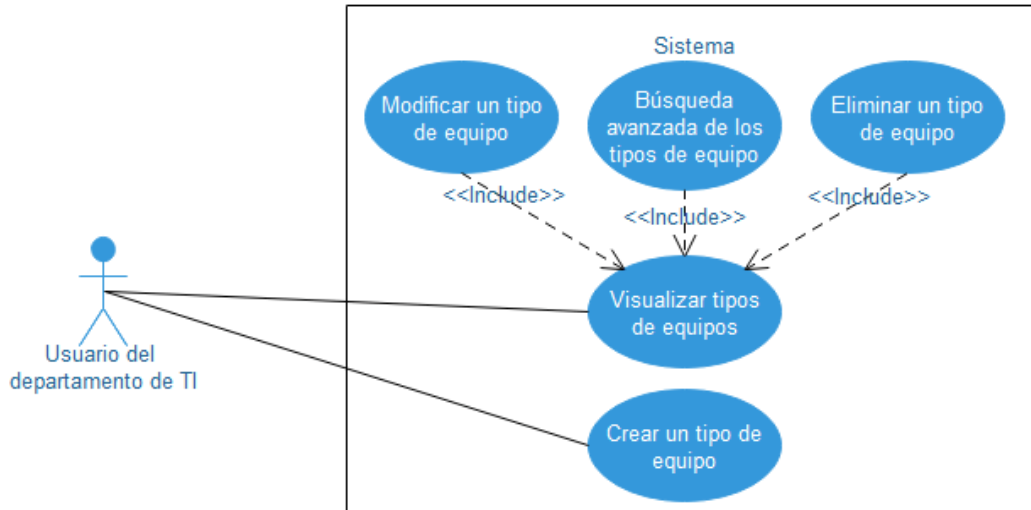 Sistema
Modificar un tipo
de equipo
Búsqueda
avanzada de los
tipos de equipo
Eliminar un tipo
de equipo
<<Include>>
<<Include>>
<<Include>>
Visualizar tipos
de equipos
Usuario del
departamento de TI
Crear un tipo de
equipo